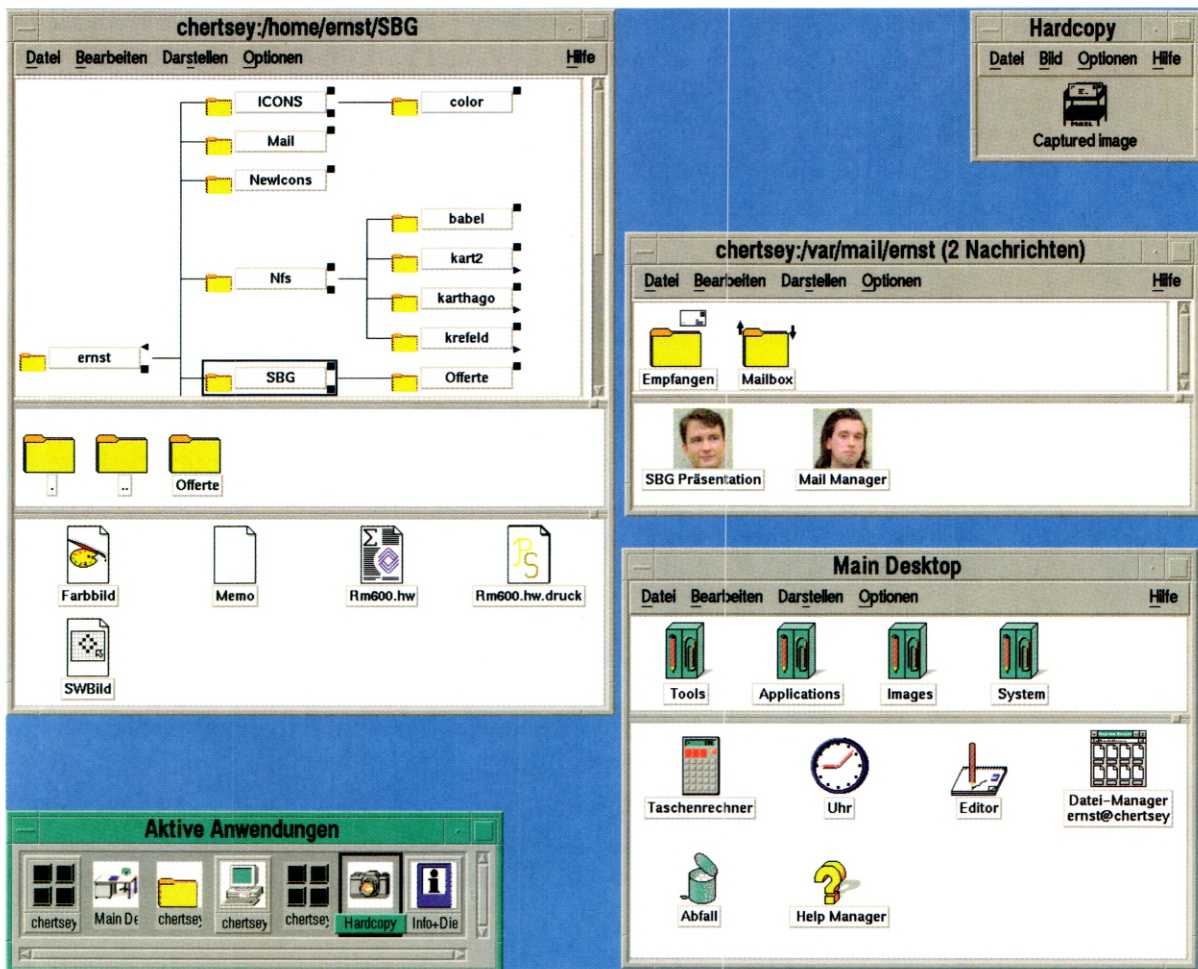 chertsey:/home/ernst/SBG
Datei Bearbeiten Darstellen Optionen Hilfe
ICONS color
Mail
NewIcons
babel
kart2
Nfs
karthago
krefeld
ernst
SBG Offerte
. .. Offerte
Farbbild Memo Rm600.hw Rm600.hw.druck
SWBild
Aktive Anwendungen
chertsey Main De chertsey chertsey chertsey Hardcopy Info+Die
Hardcopy
Datei Bild Optionen Hilfe
MAIL
Captured image
chertsey:/var/mail/ernst (2 Nachrichten)
Datei Bearbeiten Darstellen Optionen Hilfe
Empfangen Mailbox
SBG Präsentation Mail Manager
Main Desktop
Datei Bearbeiten Darstellen Optionen Hilfe
Tools Applications Images System
Taschenrechner Uhr Editor Datei-Manager
ernst@chertsey
Abfall Help Manager